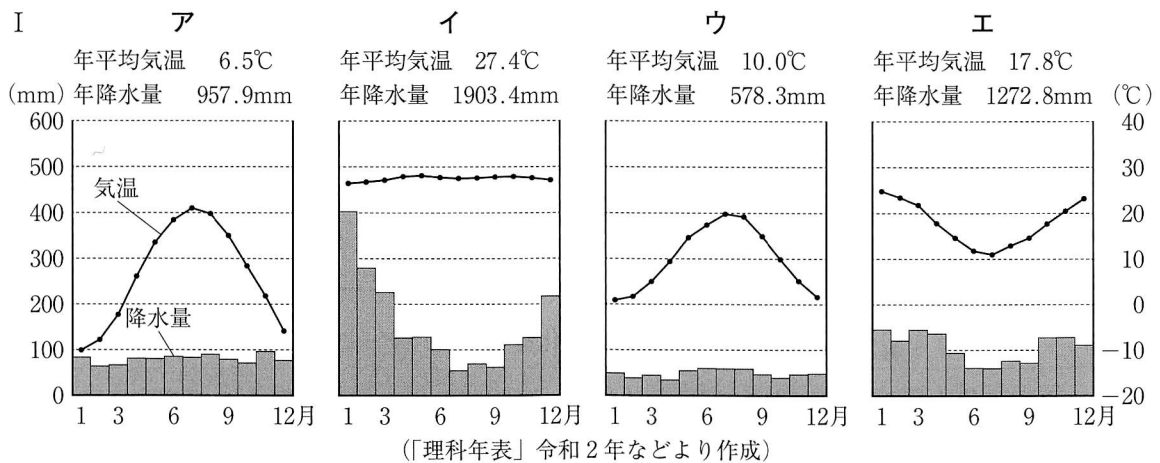 I ア イ ウ エ
年平均気温 6.5℃ 年平均気温 27.4℃ 年平均気温 10.0℃ 年平均気温 17.8℃
(mm) 年降水量 957.9mm 年降水量 1903.4mm 年降水量 578.3mm 年降水量 1272.8mm (℃)
600 40
500 30
気温
400 20
300 10
200 0
降水量
100 -10
0 -20
1 3 6 9 12月 1 3 6 9 12月 1 3 6 9 12月 1 3 6 9 12月
(「理科年表」令和2年などより作成)